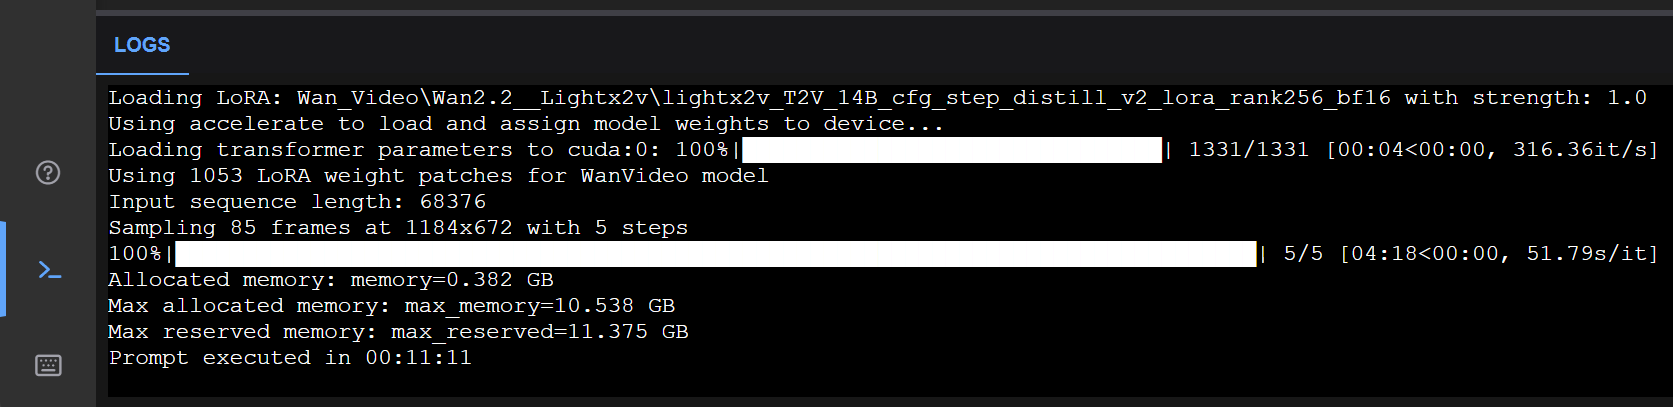 LOGS
Loading LoRA: Wan_Video\Wan2.2__Lightx2v\lightx2v_T2V_14B_cfg_step_distill_v2_lora_rank256_bf16 with strength: 1.0
Using accelerate to load and assign model weights to device...
Loading transformer parameters to cuda:0: 100%|██████████| 1331/1331 [00:04<00:00, 316.36it/s]
Using 1053 LoRA weight patches for WanVideo model
Input sequence length: 68376
Sampling 85 frames at 1184x672 with 5 steps
100%|██████████| 5/5 [04:18<00:00, 51.79s/it]
Allocated memory: memory=0.382 GB
Max allocated memory: max_memory=10.538 GB
Max reserved memory: max_reserved=11.375 GB
Prompt executed in 00:11:11